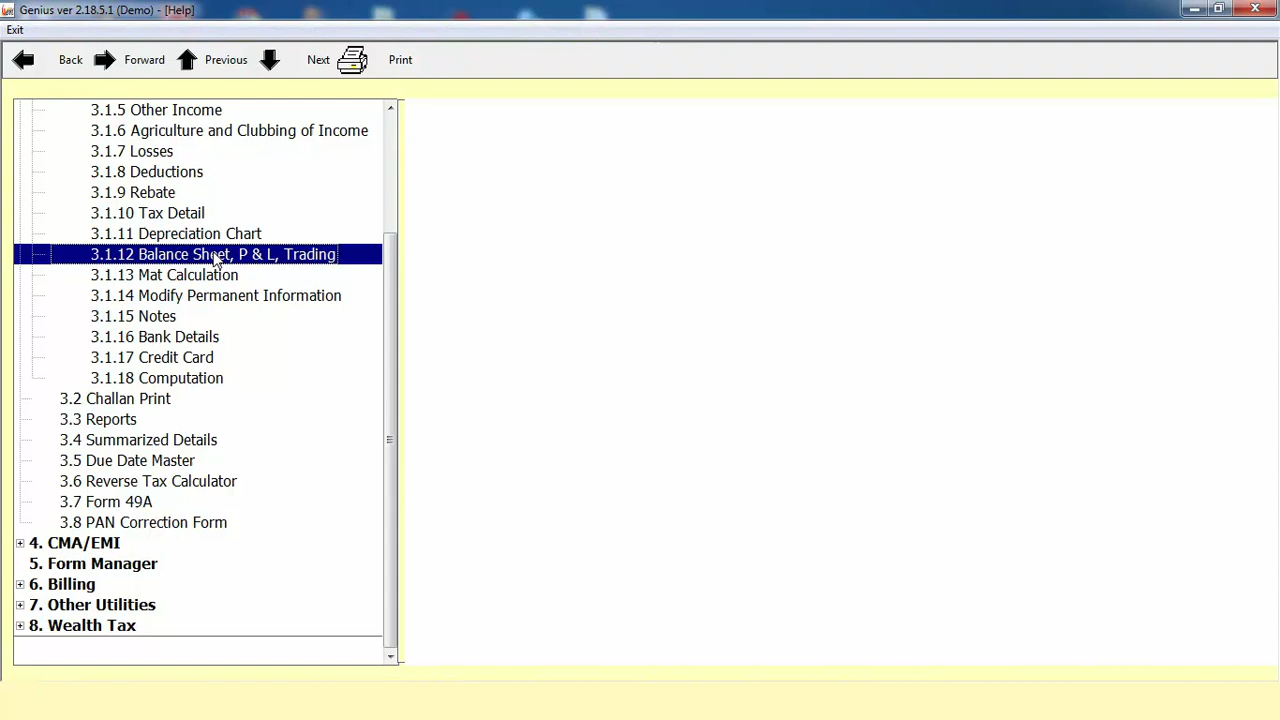 Genius ver 2.18.5.1 (Demo) - [Help]
Exit
Back Forward Previous Next Print
3.1.5 Other Income
3.1.6 Agriculture and Clubbing of Income
3.1.7 Losses
3.1.8 Deductions
3.1.9 Rebate
3.1.10 Tax Detail
3.1.11 Depreciation Chart
3.1.12 Balance Sheet, P & L, Trading
3.1.13 Mat Calculation
3.1.14 Modify Permanent Information
3.1.15 Notes
3.1.16 Bank Details
3.1.17 Credit Card
3.1.18 Computation
3.2 Challan Print
3.3 Reports
3.4 Summarized Details
3.5 Due Date Master
3.6 Reverse Tax Calculator
3.7 Form 49A
3.8 PAN Correction Form
4. CMA/EMI
5. Form Manager
6. Billing
7. Other Utilities
8. Wealth Tax